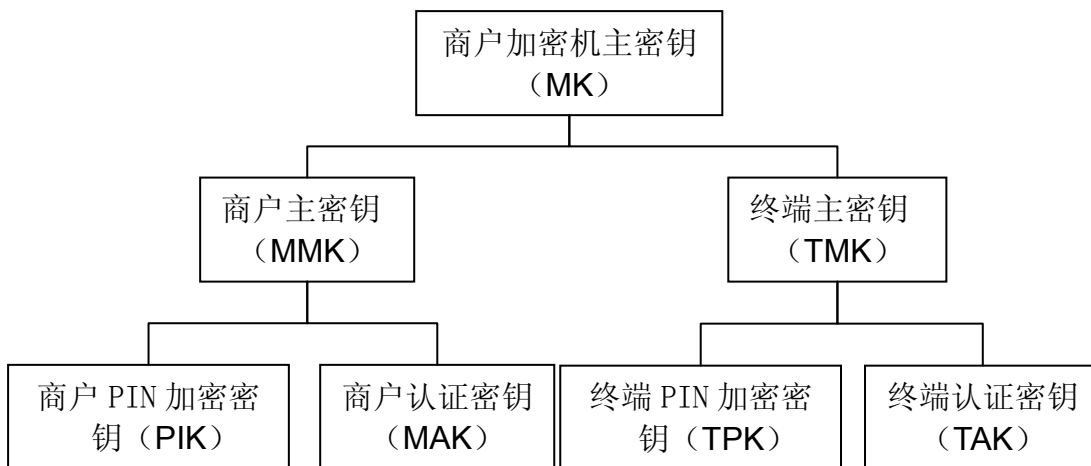 商户加密机主密钥
（MK）
商户主密钥
（MMK）
终端主密钥
（TMK）
商户 PIN 加密密
钥（PIK）
商户认证密钥
（MAK）
终端 PIN 加密密
钥（TPK）
终端认证密钥
（TAK）